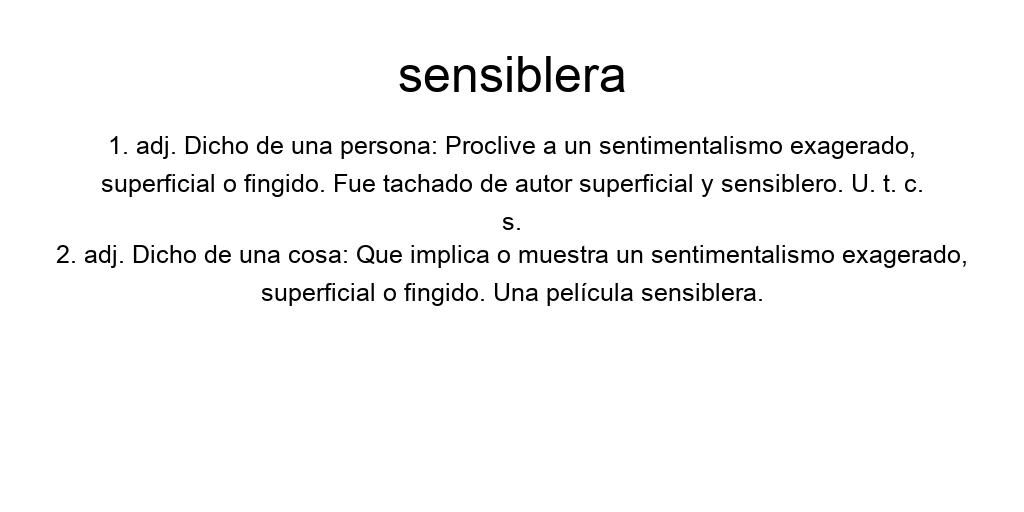 sensiblera
1. adj. Dicho de una persona: Proclive a un sentimentalismo exagerado,
superficial o fingido. Fue tachado de autor superficial y sensiblero. U. t. c.
s.
2. adj. Dicho de una cosa: Que implica o muestra un sentimentalismo exagerado,
superficial o fingido. Una película sensiblera.